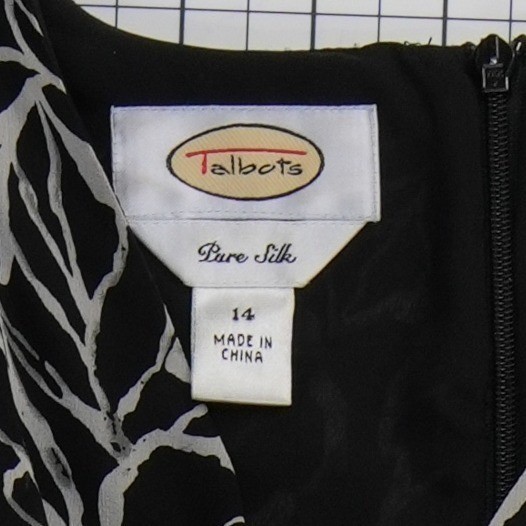 Talbots
Pure Silk
14
MADE IN
CHINA